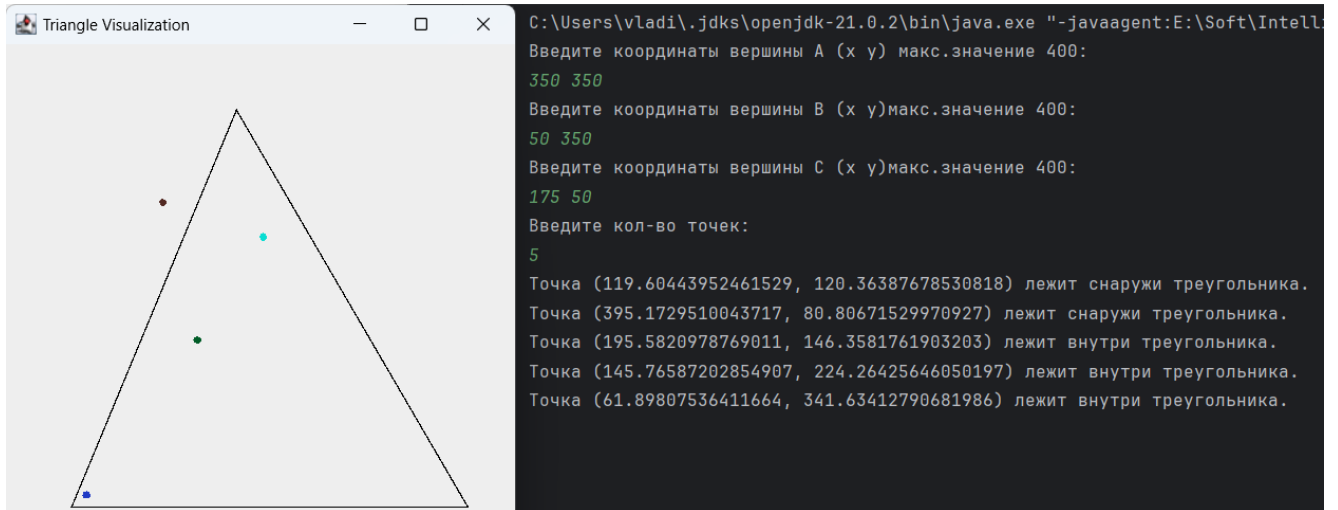 Triangle Visualization
C:\Users\vladi\.jdks\openjdk-21.0.2\bin\java.exe "-javaagent:E:\Soft\Intelli
Введите координаты вершины A (x y) макс.значение 400:
350 350
Введите координаты вершины B (x y)макс.значение 400:
50 350
Введите координаты вершины C (x y)макс.значение 400:
175 50
Введите кол-во точек:
5
Точка (119.60443952461529, 120.36387678530818) лежит снаружи треугольника.
Точка (395.1729510043717, 80.80671529970927) лежит снаружи треугольника.
Точка (195.5820978769011, 146.3581761903203) лежит внутри треугольника.
Точка (145.76587202854907, 224.26425646050197) лежит внутри треугольника.
Точка (61.89807536411664, 341.63412790681986) лежит внутри треугольника.